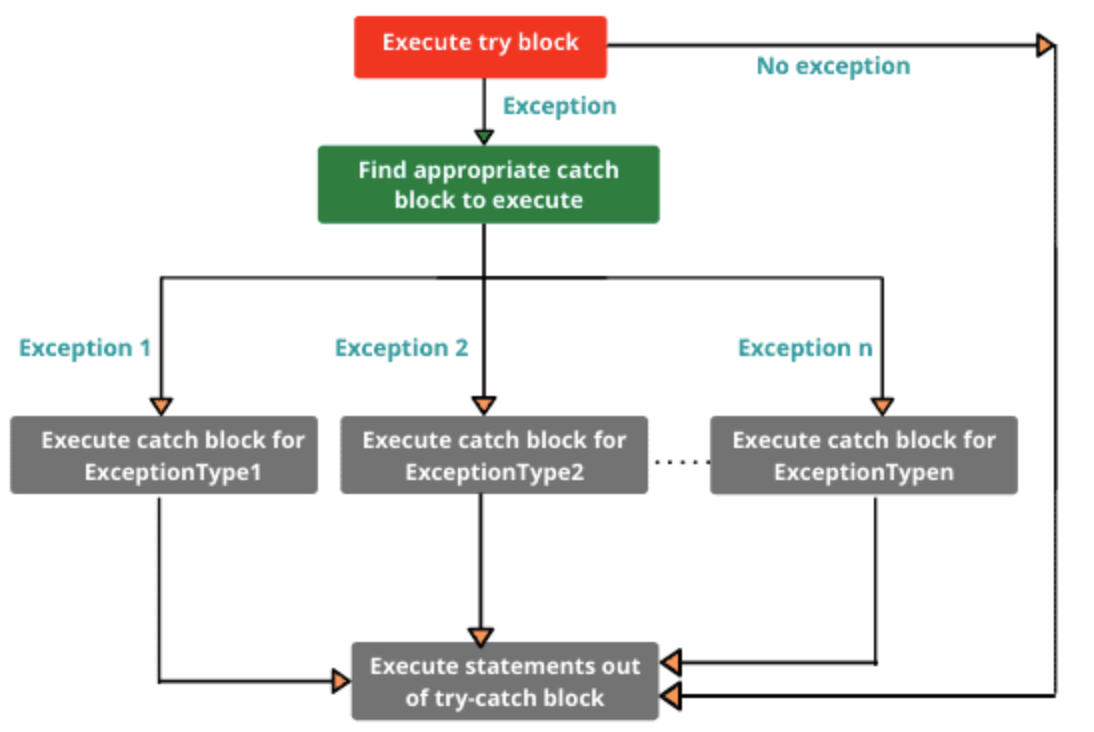 Execute try block
No exception
Exception
Find appropriate catch
block to execute
Exception 1
Exception 2
Exception n
Execute catch block for
ExceptionType1
Execute catch block for
ExceptionType2
Execute catch block for
ExceptionTypen
Execute statements out
of try-catch block